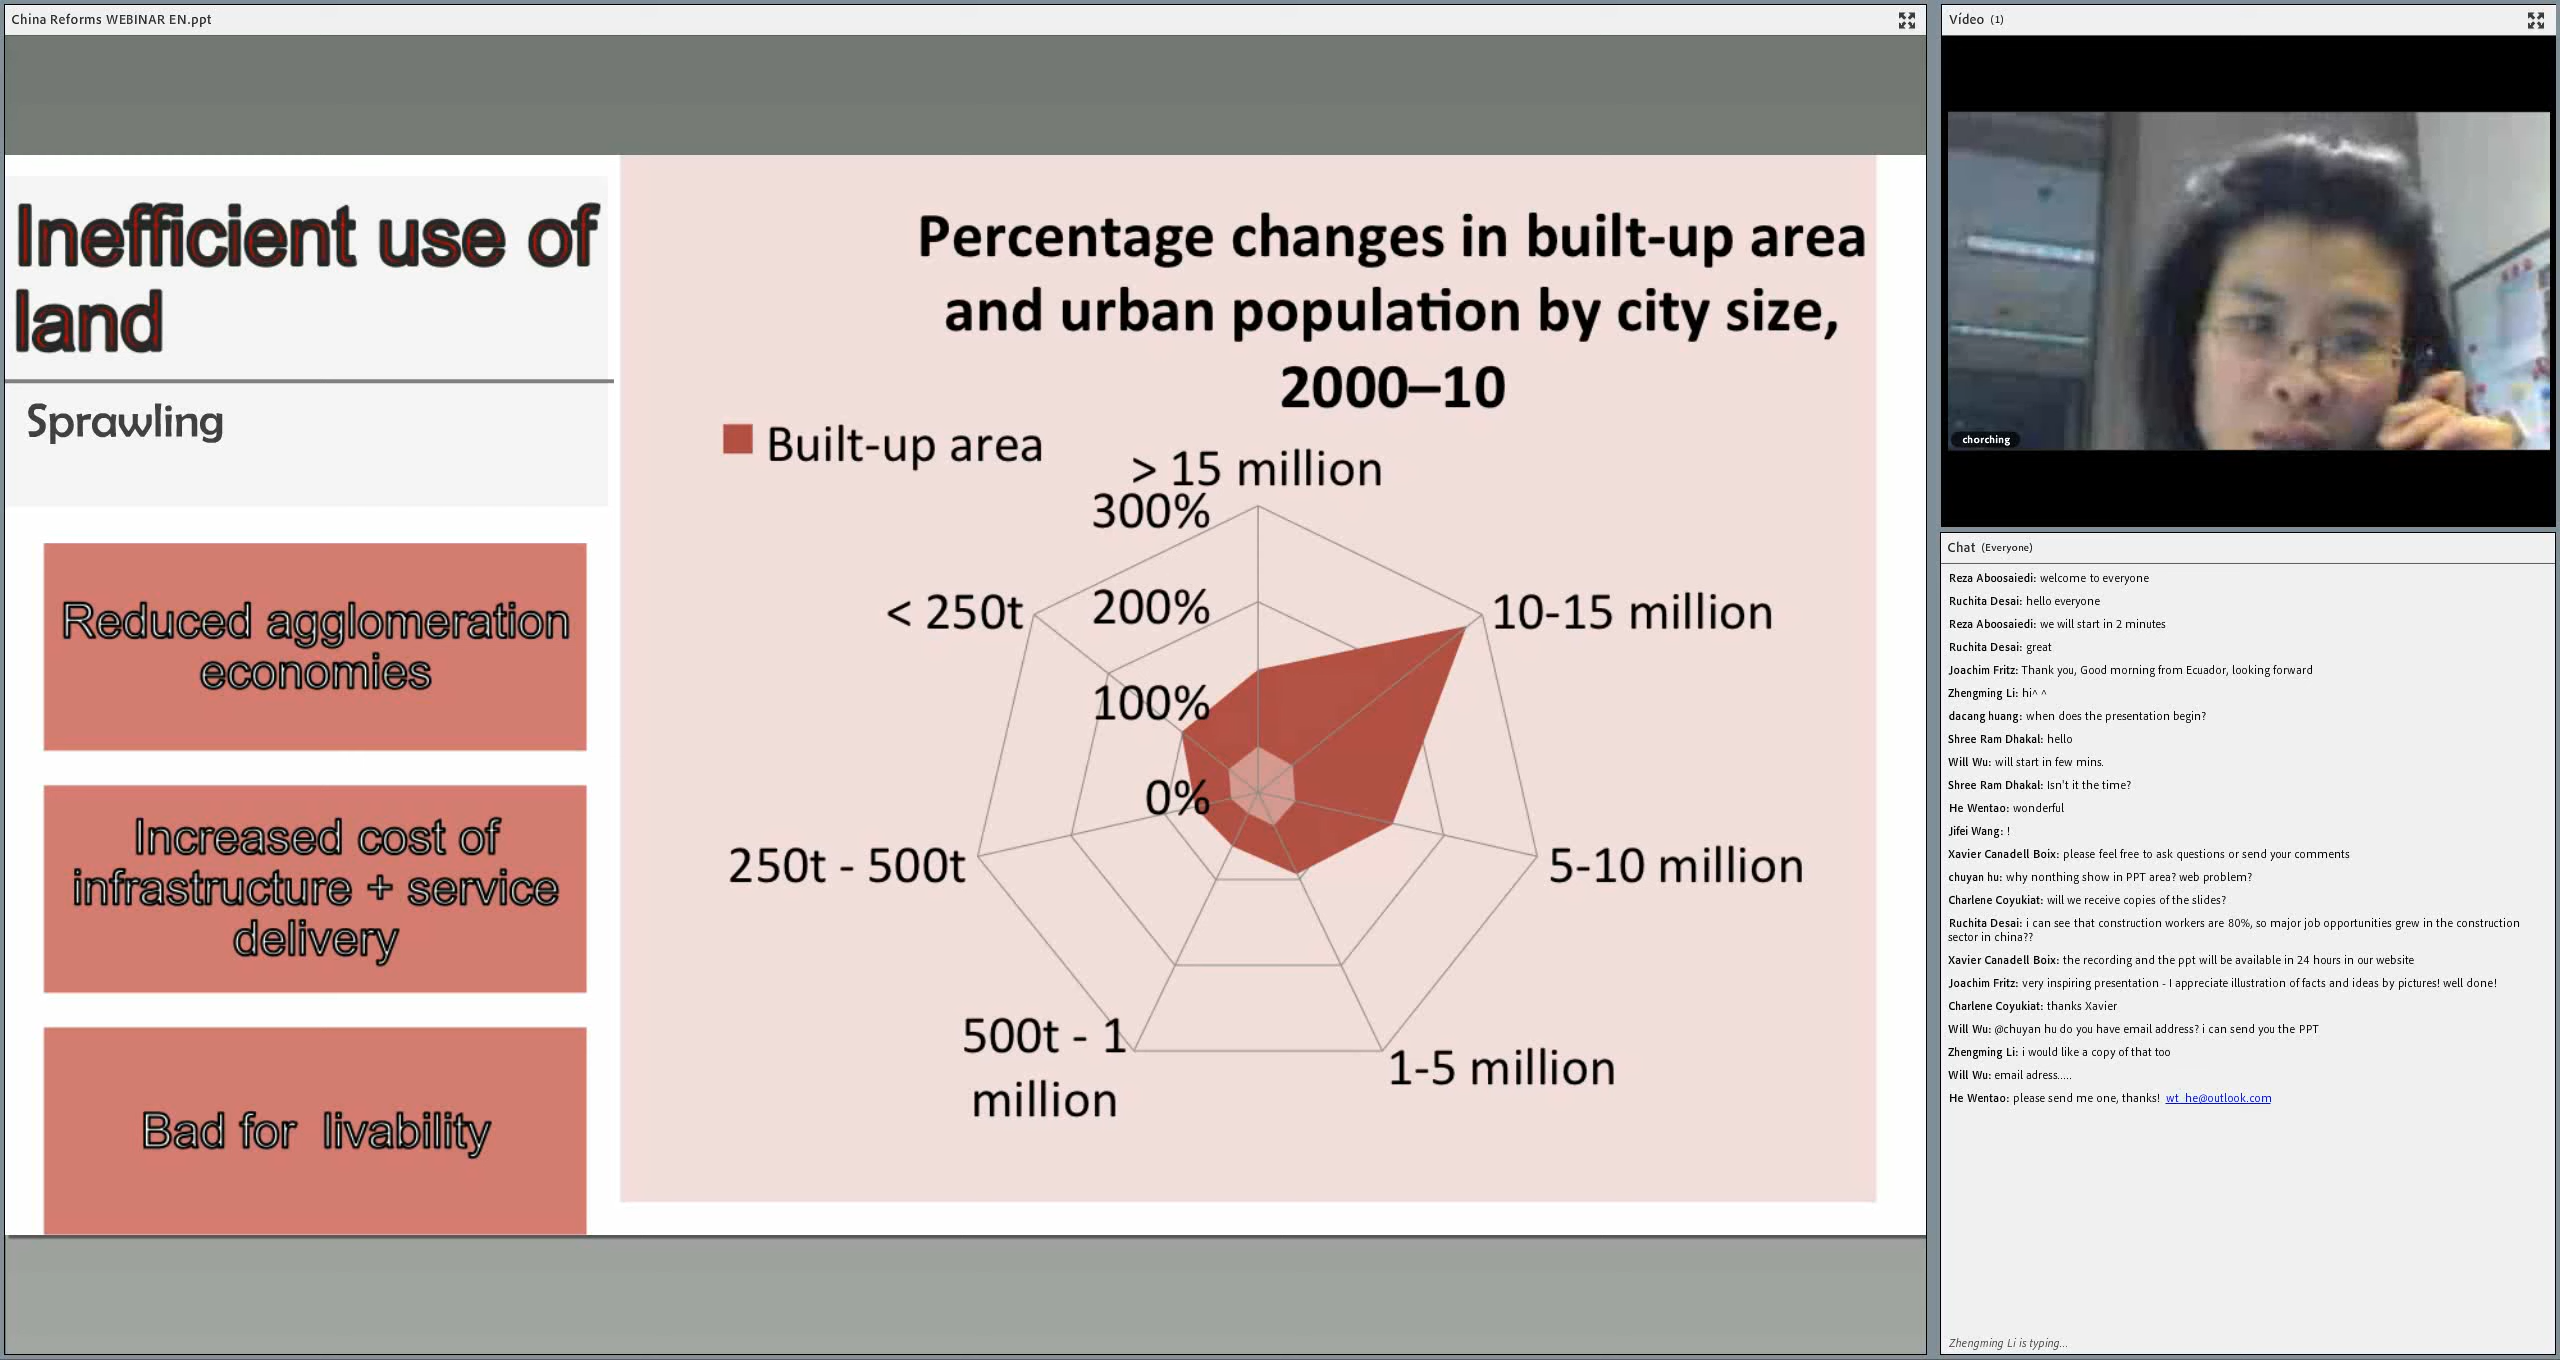 China Reforms WEBINAR EN.ppt
Inefficient use of
land
Sprawling
Reduced agglomeration
economies
Increased cost of
infrastructure + service
delivery
Bad for livability
Percentage changes in built-up area
and urban population by city size,
2000–10
Built-up area
> 15 million
300%
200%
100%
0%
10-15 million
5-10 million
1-5 million
500t - 1
million
250t - 500t
< 250t
Vídeo (1)
chorching
Chat (Everyone)
Reza Aboosaiedi: welcome to everyone
Ruchita Desai: hello everyone
Reza Aboosaiedi: we will start in 2 minutes
Ruchita Desai: great
Joachim Fritz: Thank you, Good morning from Ecuador, looking forward
Zhengming Li: hi^ ^
dacang huang: when does the presentation begin?
Shree Ram Dhakal: hello
Will Wu: will start in few mins.
Shree Ram Dhakal: Isn't it the time?
He Wentao: wonderful
Jifei Wang: !
Xavier Canadell Boix: please feel free to ask questions or send your comments
chuyan hu: why nonthing show in PPT area? web problem?
Charlene Coyukiat: will we receive copies of the slides?
Ruchita Desai: i can see that construction workers are 80%, so major job opportunities grew in the construction
sector in china??
Xavier Canadell Boix: the recording and the ppt will be available in 24 hours in our website
Joachim Fritz: very inspiring presentation - I appreciate illustration of facts and ideas by pictures! well done!
Charlene Coyukiat: thanks Xavier
Will Wu: @chuyan hu do you have email address? i can send you the PPT
Zhengming Li: i would like a copy of that too
Will Wu: email adress.....
He Wentao: please send me one, thanks! wt_he@outlook.com
Zhengming Li is typing...